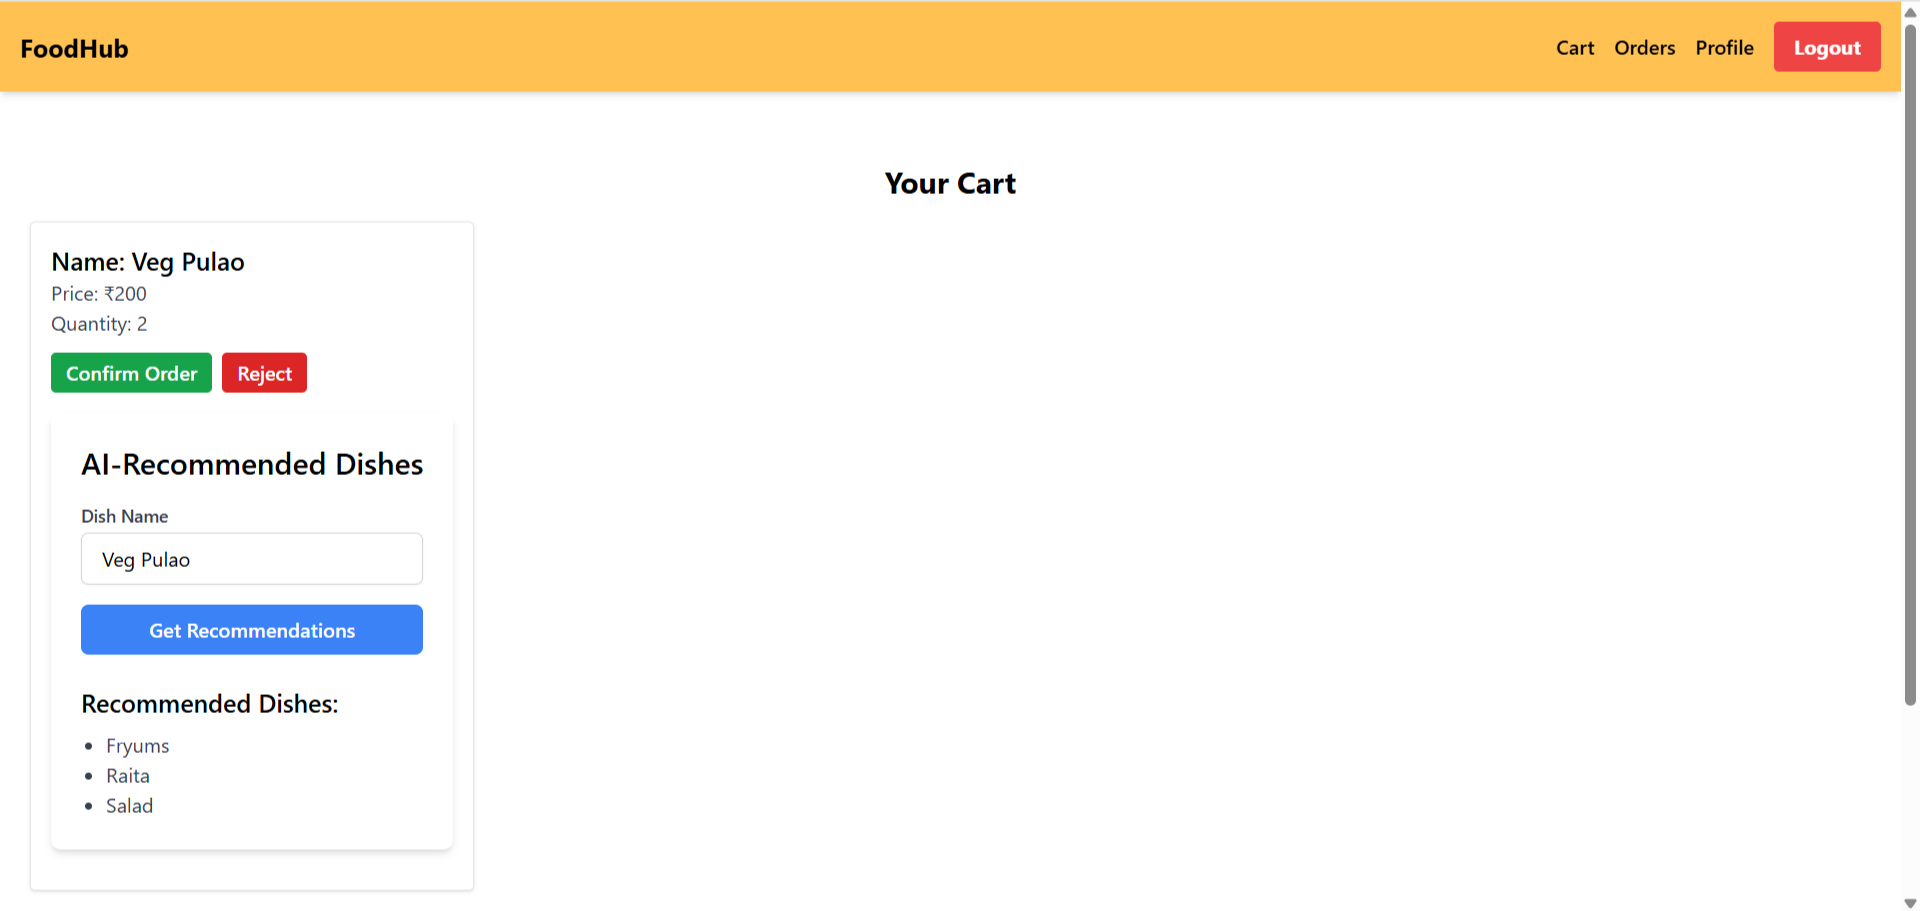 FoodHub
Cart Orders Profile Logout
Your Cart
Name: Veg Pulao
Price: ₹200
Quantity: 2
Confirm Order Reject
AI-Recommended Dishes
Dish Name
Veg Pulao
Get Recommendations
Recommended Dishes:
• Fryums
• Raita
• Salad